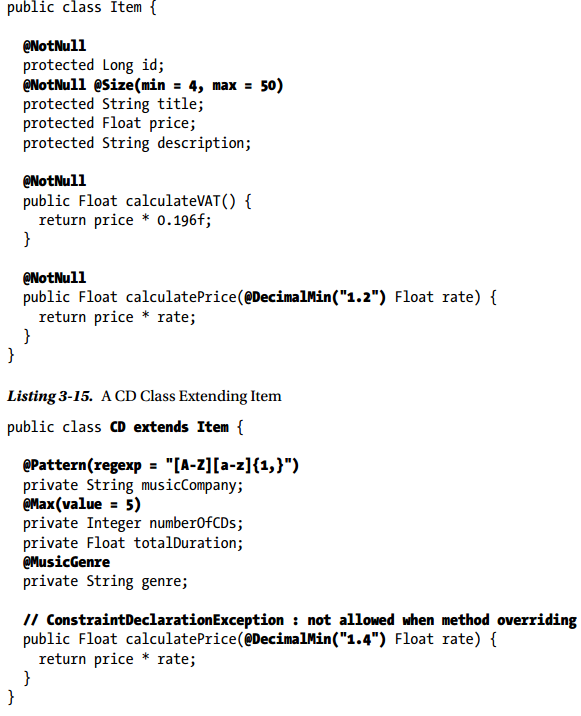 public class Item {
@NotNull
protected Long id;
@NotNull @Size(min = 4, max = 50)
protected String title;
protected Float price;
protected String description;
@NotNull
public Float calculateVAT() {
return price * 0.196f;
}
@NotNull
public Float calculatePrice(@DecimalMin("1.2") Float rate) {
return price * rate;
}
}
Listing 3-15. A CD Class Extending Item
public class CD extends Item {
@Pattern(regexp = "[A-Z][a-z]{1,}")
private String musicCompany;
@Max(value = 5)
private Integer numberOfCDs;
private Float totalDuration;
@MusicGenre
private String genre;
// ConstraintDeclarationException : not allowed when method overriding
public Float calculatePrice(@DecimalMin("1.4") Float rate) {
return price * rate;
}
}